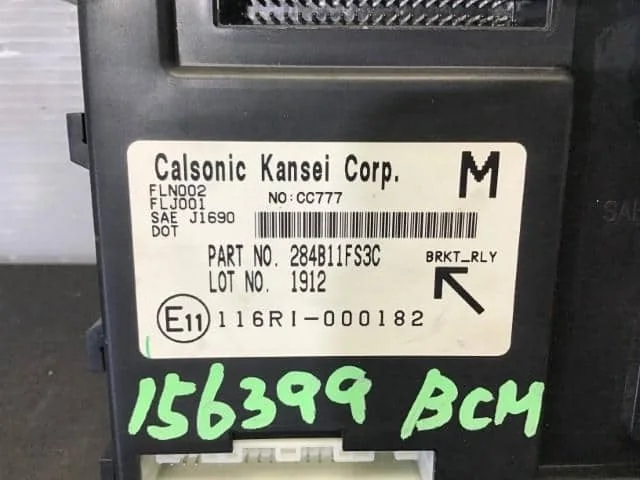 Calsonic Kansei Corp. M
FLN002
FLJ001
SAE J1690
DOT
NO:CC777
PART NO. 284B11FS3C
LOT NO. 1912
BRKT_RLY
E11 116RI-000182
156399 BCM
SA